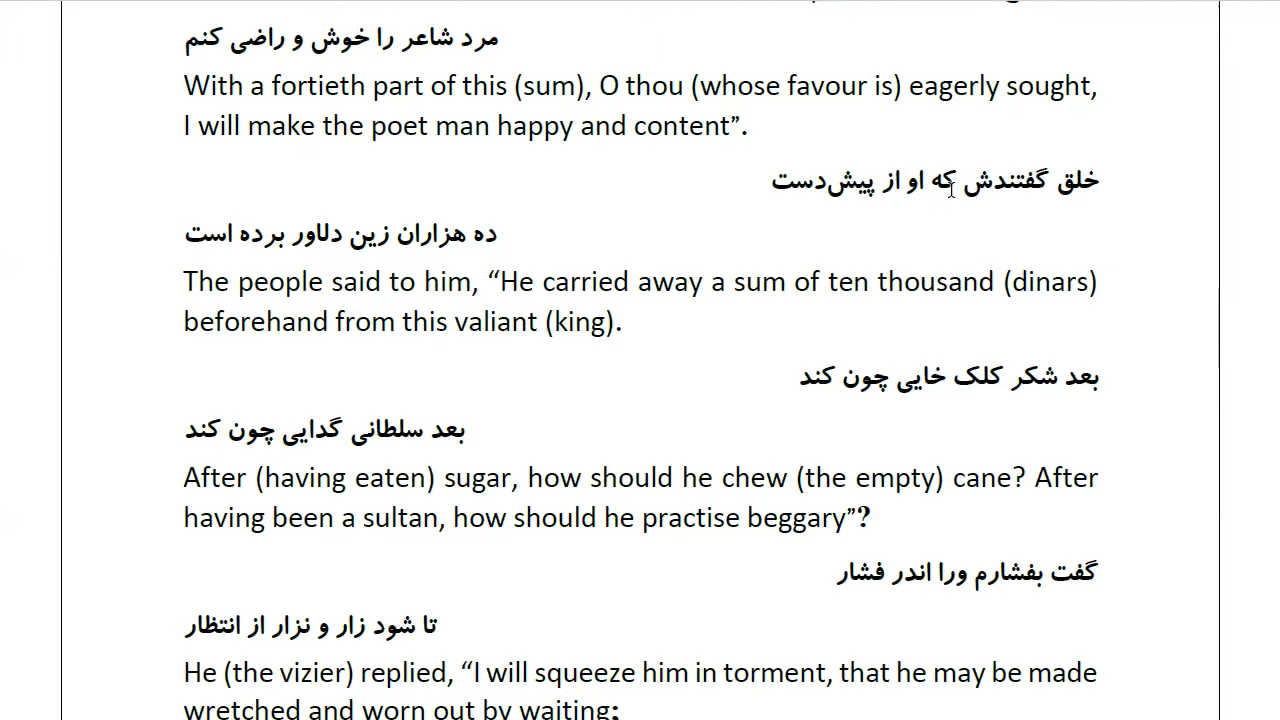 مرد شاعر را خوش و راضی کنم
With a fortieth part of this (sum), O thou (whose favour is) eagerly sought,
I will make the poet man happy and content”.
خلق گفتندش که او از پیش‌دست
ده هزاران زین دلاور برده است
The people said to him, “He carried away a sum of ten thousand (dinars)
beforehand from this valiant (king).
بعد شکر کلک خایی چون کند
بعد سلطانی گدایی چون کند
After (having eaten) sugar, how should he chew (the empty) cane? After
having been a sultan, how should he practise beggary”?
گفت بفشارم ورا اندر فشار
تا شود زار و نزار از انتظار
He (the vizier) replied, “I will squeeze him in torment, that he may be made
wretched and worn out by waiting;